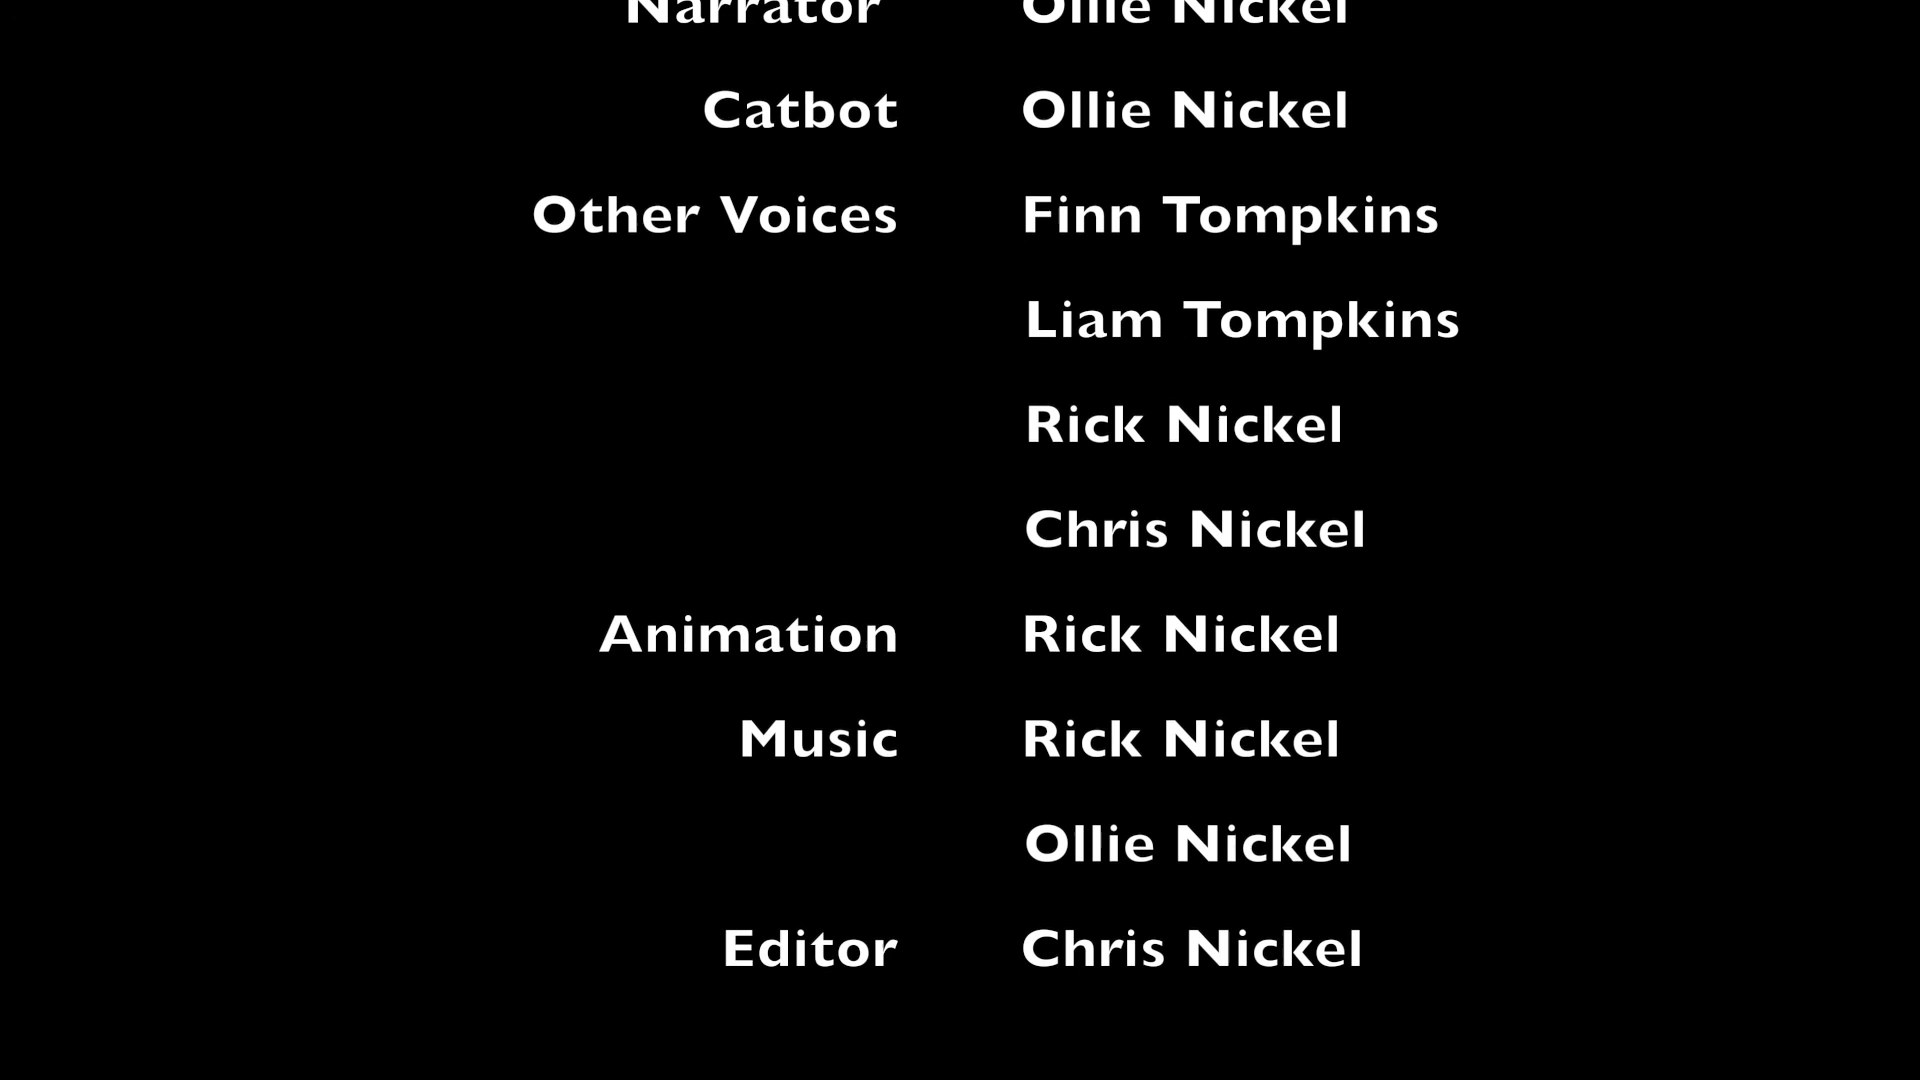 Narrator Ollie Nickel
Catbot Ollie Nickel
Other Voices Finn Tompkins
Liam Tompkins
Rick Nickel
Chris Nickel
Animation Rick Nickel
Music Rick Nickel
Ollie Nickel
Editor Chris Nickel